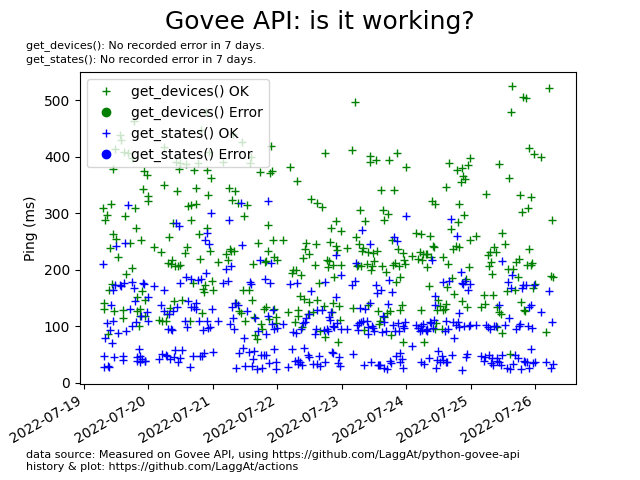 Govee API: is it working?
get_devices(): No recorded error in 7 days.
get_states(): No recorded error in 7 days.
get_devices() OK
get_devices() Error
get_states() OK
get_states() Error
Ping (ms)
500
400
300
200
100
0
2022-07-19
2022-07-20
2022-07-21
2022-07-22
2022-07-23
2022-07-24
2022-07-25
2022-07-26
data source: Measured on Govee API, using https://github.com/LaggAt/python-govee-api
history & plot: https://github.com/LaggAt/actions